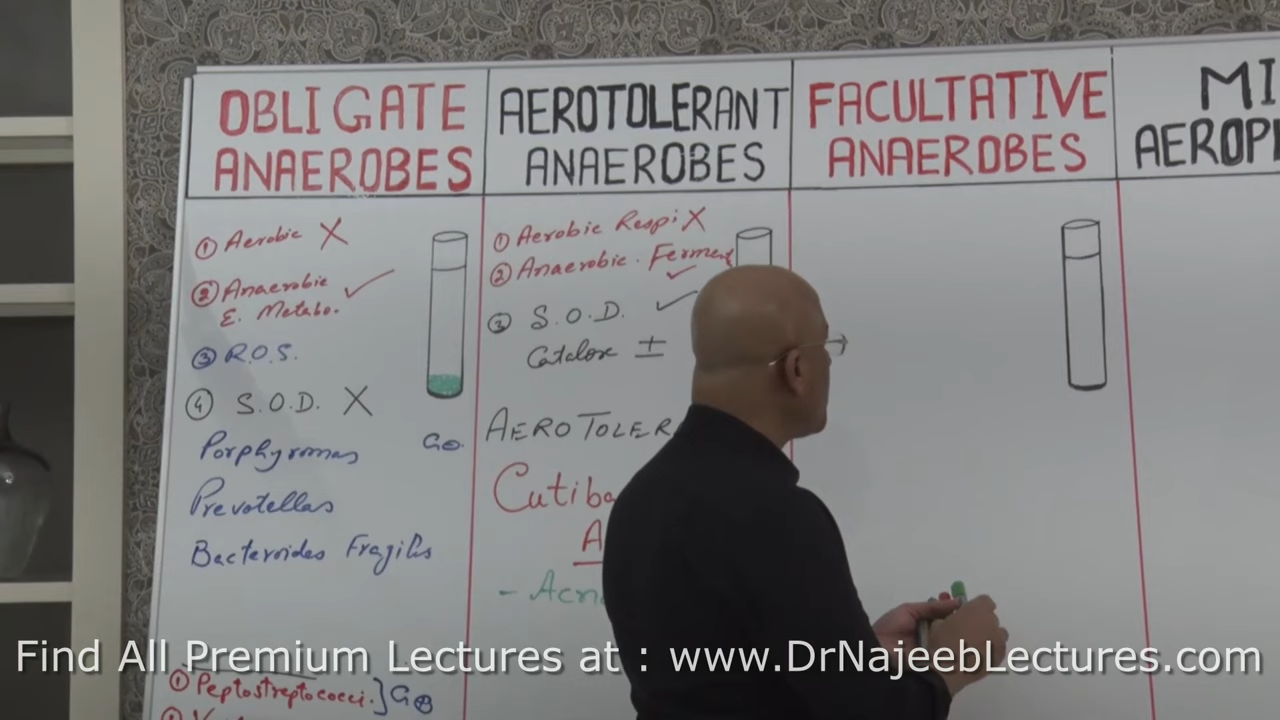 OBLIGATE
ANAEROBES
AEROTOLERANT
ANAEROBES
FACULTATIVE
ANAEROBES
MI
AEROP
① Aerobic X
② Anaerobic ✓
E. Metabo.
③ R.O.S.
④ S.O.D. X
Porphyromas G⊖
Prevotellas
Bacteroides Fragilis
① Peptostreptococci.] G⊕
① Aerobic Respi X
② Anaerobic. Ferment ✓
③ S.O.D. ✓
Catalase ±
AEROTOLER
Cutiba
A
- Acn
Find All Premium Lectures at : www.DrNajeebLectures.com